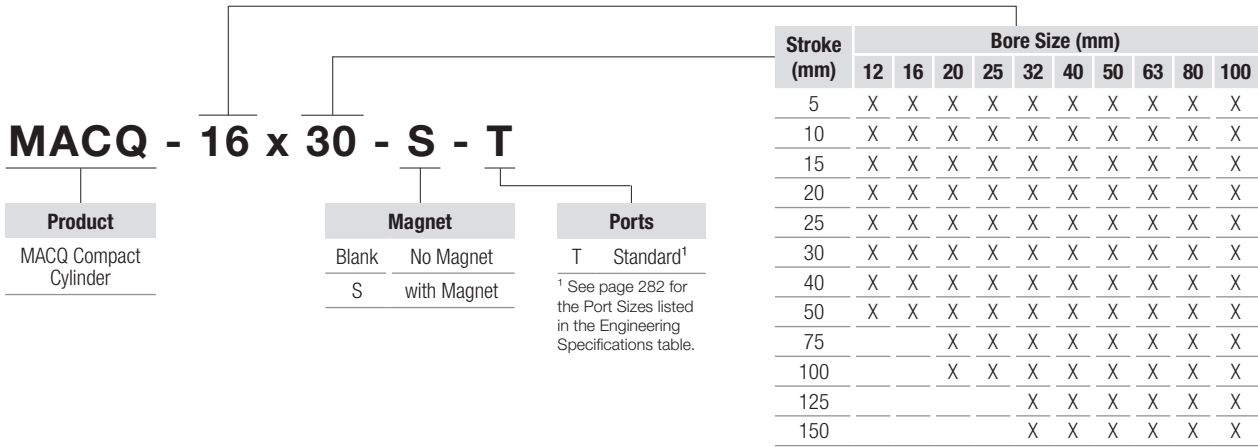 MACQ - 16 x 30 - S - T
Product
MACQ Compact
Cylinder
Magnet
Blank No Magnet
S with Magnet
Ports
T Standard¹
¹ See page 282 for
the Port Sizes listed
in the Engineering
Specifications table.
Stroke
(mm)
Bore Size (mm)
12 16 20 25 32 40 50 63 80 100
5 X X X X X X X X X X
10 X X X X X X X X X X
15 X X X X X X X X X X
20 X X X X X X X X X X
25 X X X X X X X X X X
30 X X X X X X X X X X
40 X X X X X X X X X X
50 X X X X X X X X X X
75 X X X X X X X X
100 X X X X X X X X
125 X X X X X X
150 X X X X X X